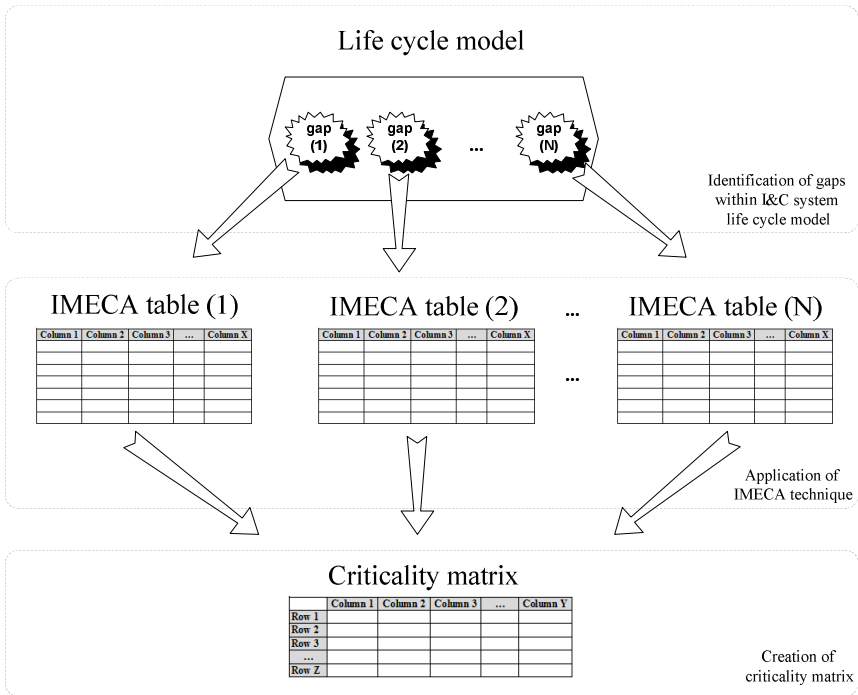 Life cycle model
gap (1)
gap (2)
...
gap (N)
Identification of gaps
within I&C system
life cycle model
IMECA table (1)
IMECA table (2)
...
IMECA table (N)
Column 1 Column 2 Column 3 ... Column X
Column 1 Column 2 Column 3 ... Column X
...
Column 1 Column 2 Column 3 ... Column X
Application of
IMECA technique
Criticality matrix
Column 1 Column 2 Column 3 ... Column Y
Row 1
Row 2
Row 3
...
Row Z
Creation of
criticality matrix